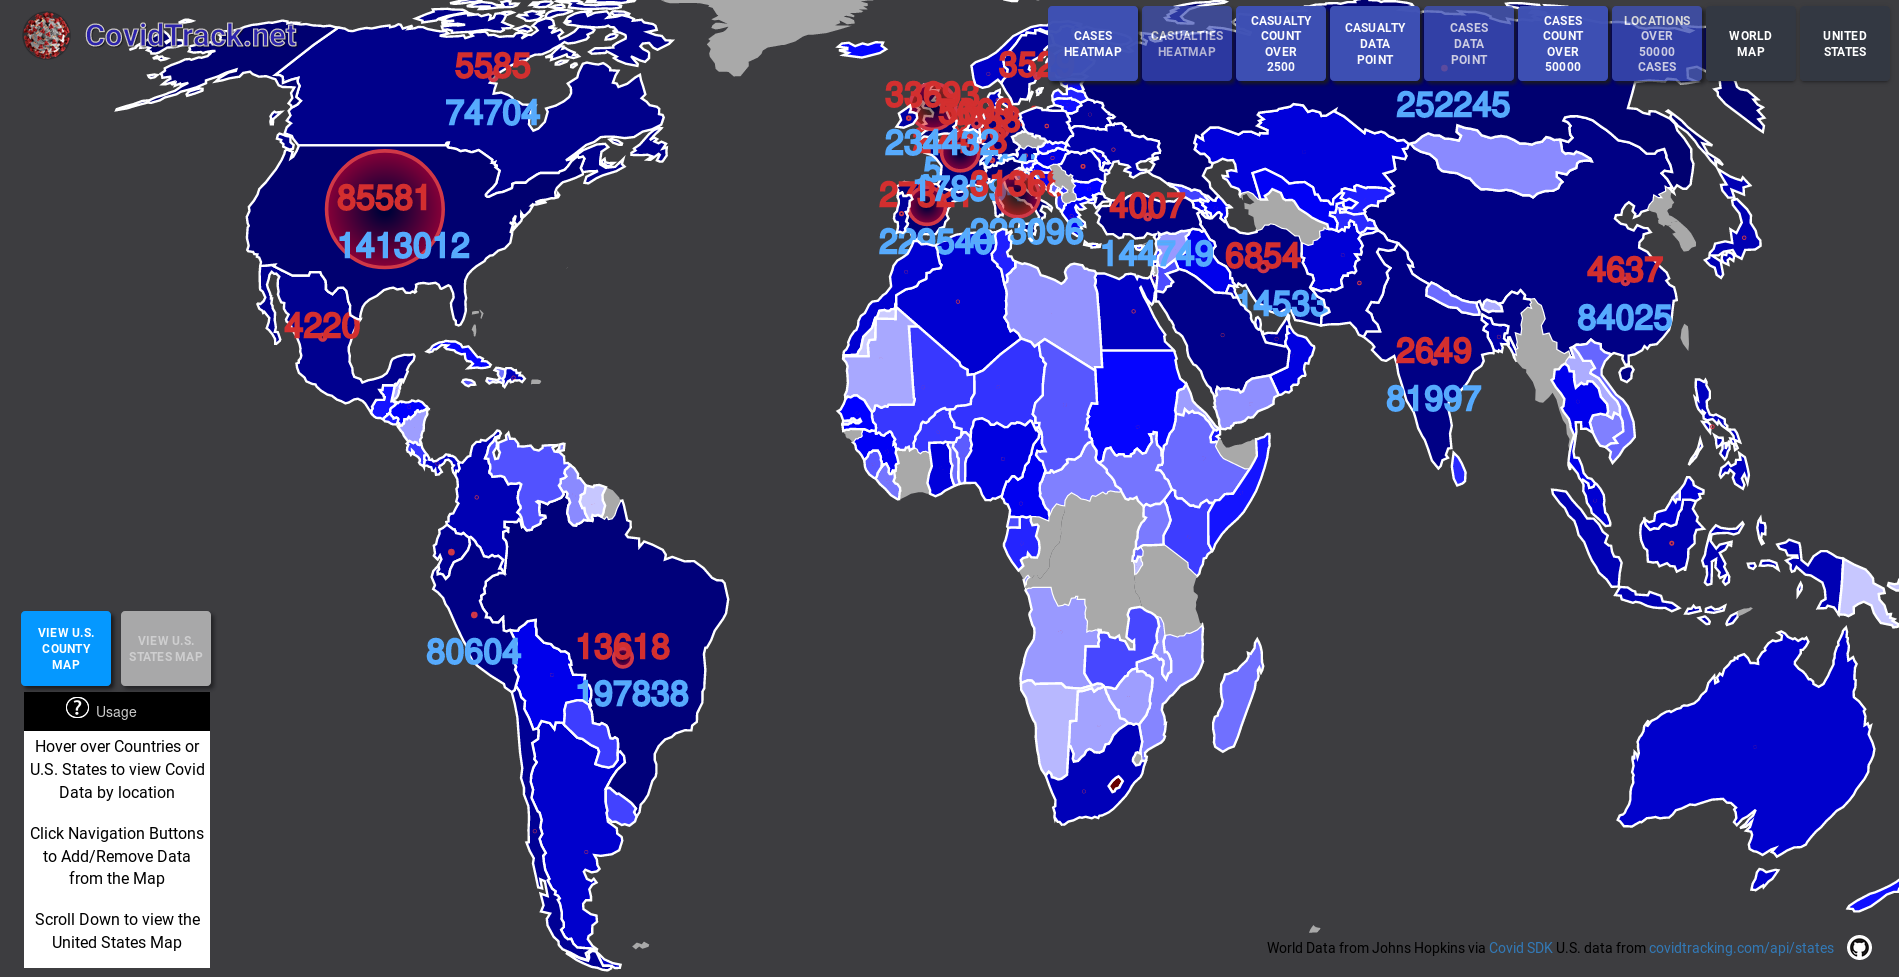 CovidTrack.net
CASES
HEATMAP
CASUALTIES
HEATMAP
CASUALTY
COUNT
OVER
2500
CASUALTY
DATA
POINT
CASES
DATA
POINT
CASES
COUNT
OVER
50000
LOCATIONS
OVER
50000
CASES
WORLD
MAP
UNITED
STATES
5585
74704
85581
1413012
4220
33693
234432
252245
223096
4007
144749
6854
14533
4637
84025
2649
81997
80604
13618
197838
VIEW U.S.
COUNTY
MAP
VIEW U.S.
STATES MAP
? Usage
Hover over Countries or
U.S. States to view Covid
Data by location
Click Navigation Buttons
to Add/Remove Data
from the Map
Scroll Down to view the
United States Map
World Data from Johns Hopkins via Covid SDK U.S. data from covidtracking.com/api/states